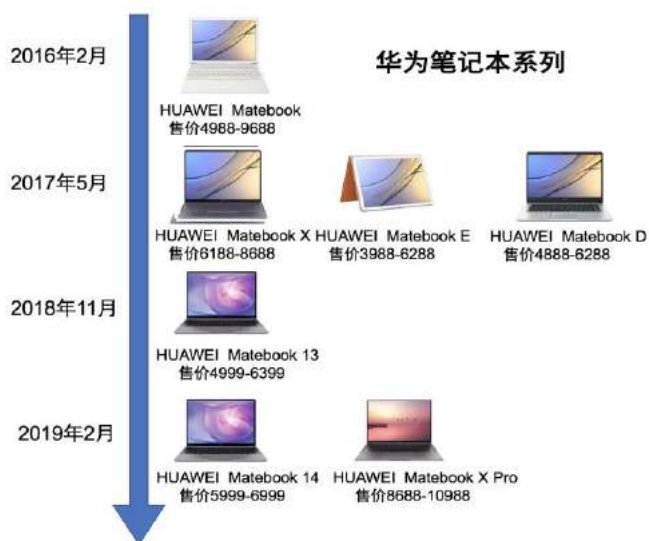 华为笔记本系列
2016年2月
HUAWEI Matebook
售价4988-9688
2017年5月
HUAWEI Matebook X
售价6188-8688
HUAWEI Matebook E
售价3988-6288
HUAWEI Matebook D
售价4888-6288
2018年11月
HUAWEI Matebook 13
售价4999-6399
2019年2月
HUAWEI Matebook 14
售价5999-6999
HUAWEI Matebook X Pro
售价8688-10988